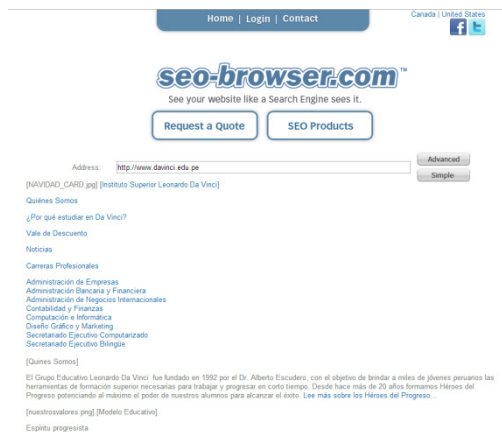 Home | Login | Contact
Canada | United States
seo-browser.com™
See your website like a Search Engine sees it.
Request a Quote
SEO Products
Address: http://www.davinci.edu.pe
Advanced
Simple
[NAVIDAD_CARD.jpg] [Instituto Superior Leonardo Da Vinci]
Quiénes Somos
¿Por qué estudiar en Da Vinci?
Vale de Descuento
Noticias
Carreras Profesionales
Administración de Empresas
Administración Bancaria y Financiera
Administración de Negocios Internacionales
Contabilidad y Finanzas
Computación e Informática
Diseño Gráfico y Marketing
Secretariado Ejecutivo Computarizado
Secretariado Ejecutivo Bilingüe
[Quines Somos]
El Grupo Educativo Leonardo Da Vinci fue fundado en 1992 por el Dr. Alberto Escudero, con el objetivo de brindar a miles de jóvenes peruanos las
herramientas de formación superior necesarias para trabajar y progresar en corto tiempo. Desde hace más de 20 años formamos Héroes del
Progreso potenciando al máximo el poder de nuestros alumnos para alcanzar el éxito. Lee más sobre los Héroes del Progreso...
[nuestrosvalores.png] [Modelo Educativo]
Espíritu progresista